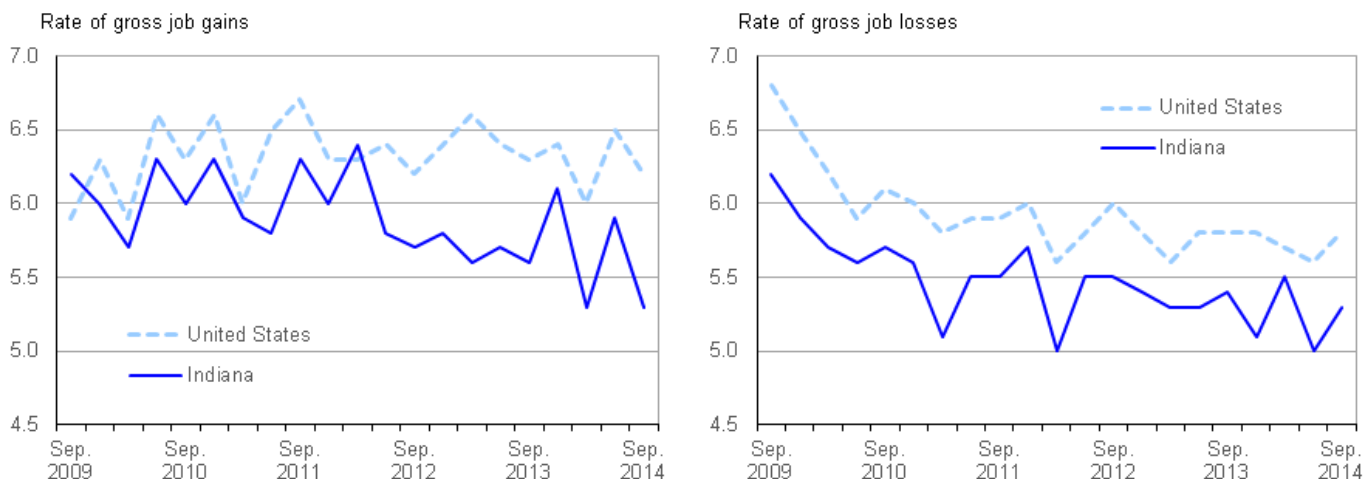 Rate of gross job gains
7.0
6.5
6.0
5.5
5.0
4.5
United States
Indiana
Sep. 2009
Sep. 2010
Sep. 2011
Sep. 2012
Sep. 2013
Sep. 2014
Rate of gross job losses
7.0
6.5
6.0
5.5
5.0
4.5
United States
Indiana
Sep. 2009
Sep. 2010
Sep. 2011
Sep. 2012
Sep. 2013
Sep. 2014